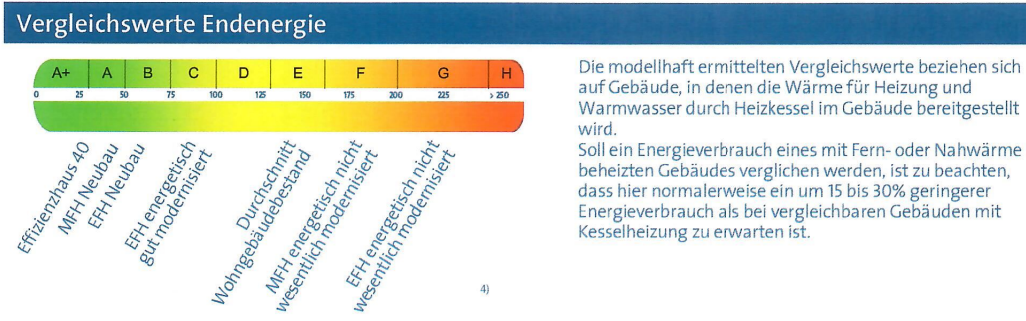 Vergleichswerte Endenergie
A+ A B C D E F G H
0 25 50 75 100 125 150 175 200 225 > 250
Effizienzhaus 40
MFH Neubau
EFH Neubau
EFH energetisch
gut modernisiert
Durchschnitt
Wohngebäudebestand
MFH energetisch nicht
wesentlich modernisiert
EFH energetisch nicht
wesentlich modernisiert
4)
Die modellhaft ermittelten Vergleichswerte beziehen sich
auf Gebäude, in denen die Wärme für Heizung und
Warmwasser durch Heizkessel im Gebäude bereitgestellt
wird.
Soll ein Energieverbrauch eines mit Fern- oder Nahwärme
beheizten Gebäudes verglichen werden, ist zu beachten,
dass hier normalerweise ein um 15 bis 30% geringerer
Energieverbrauch als bei vergleichbaren Gebäuden mit
Kesselheizung zu erwarten ist.